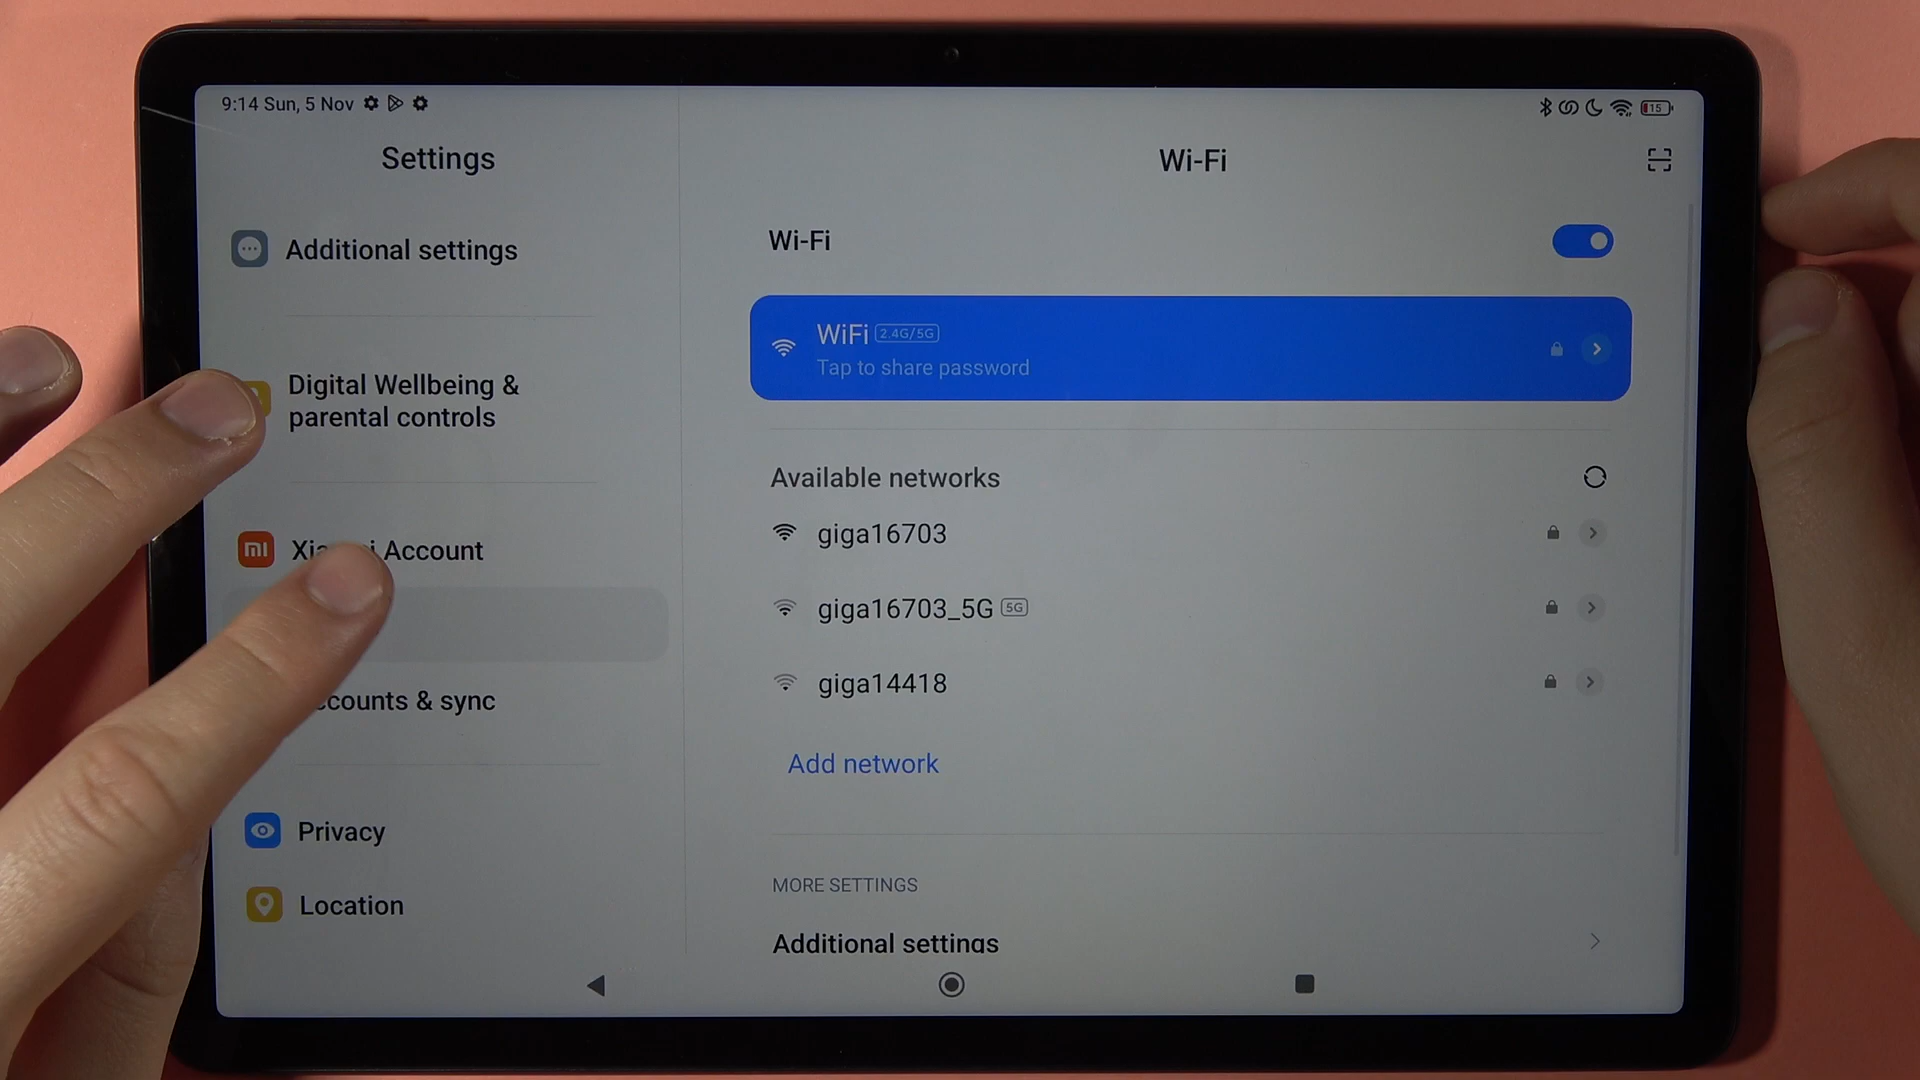 9:14 Sun, 5 Nov
15
Settings
Additional settings
Digital Wellbeing &
parental controls
mi
Account
& sync
Privacy
Location
Wi-Fi
Wi-Fi
WiFi 2.4G/5G
Tap to share password
Available networks
giga16703
giga16703_5G 5G
giga14418
Add network
MORE SETTINGS
Additional settings